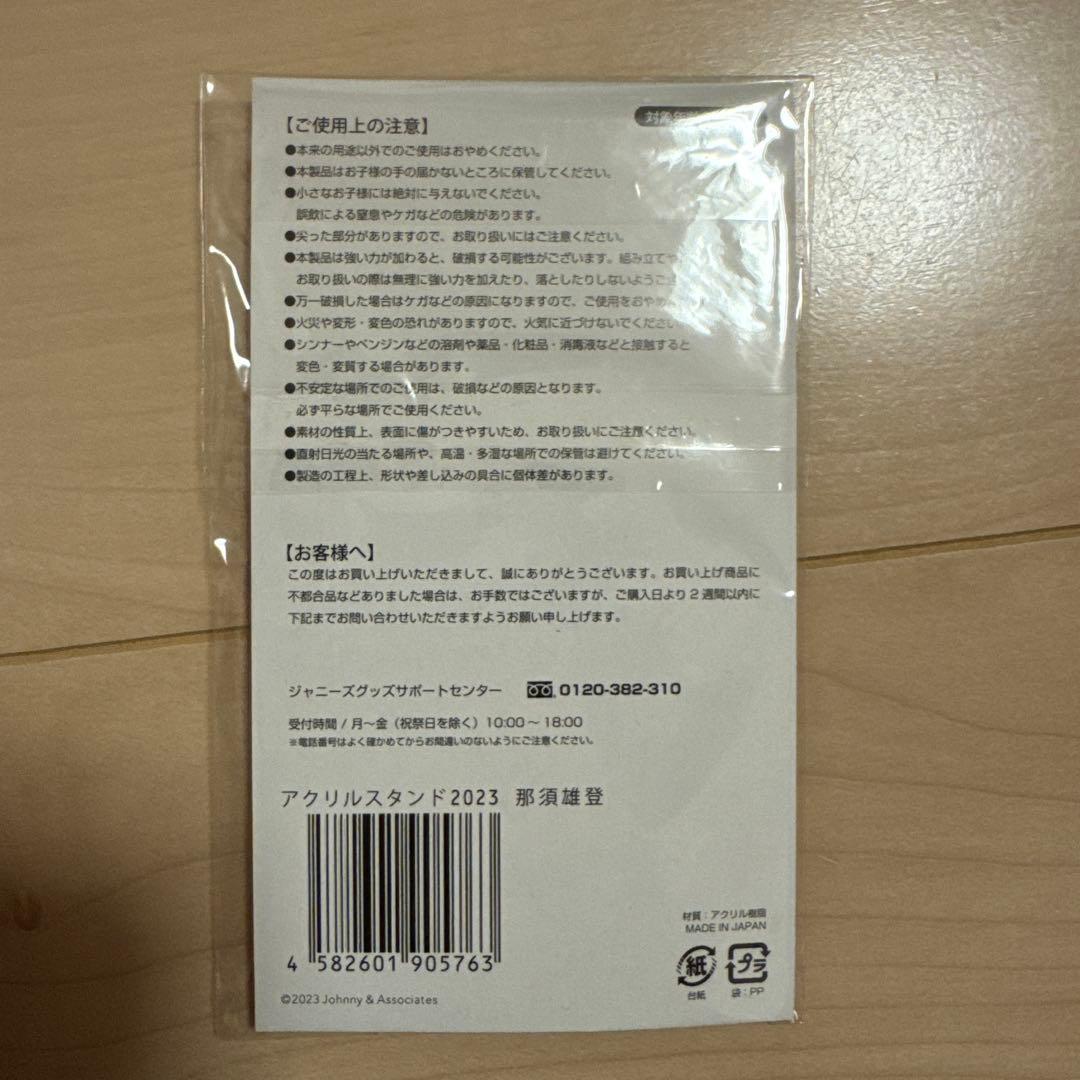 【ご使用上の注意】
対象年
●本来の用途以外でのご使用はおやめください。
●本製品はお子様の手の届かないところに保管してください。
●小さなお子様には絶対に与えないでください。
誤飲による窒息やケガなどの危険があります。
●尖った部分がありますので、お取り扱いにはご注意ください。
●本製品は強い力が加わると、破損する可能性がございます。組み立てや
お取り扱いの際は無理に強い力を加えたり、落としたりしないようご
●万一破損した場合はケガなどの原因になりますので、ご使用をおやめ
●火災や変形・変色の恐れがありますので、火気に近づけないでください
●シンナーやベンジンなどの溶剤や薬品・化粧品・消毒液などと接触すると
変色・変質する場合があります。
●不安定な場所でのご使用は、破損などの原因となります。
必ず平らな場所でご使用ください。
●素材の性質上、表面に傷がつきやすいため、お取り扱いにご注意ください。
●直射日光の当たる場所や、高温・多湿な場所での保管は避けてください。
●製造の工程上、形状や差し込みの具合に個体差があります。
【お客様へ】
この度はお買い上げいただきまして、誠にありがとうございます。お買い上げ商品に
不都合品などありました場合は、お手数ではございますが、ご購入日より2週間以内に
下記までお問い合わせいただきますようお願い申し上げます。
ジャニーズグッズサポートセンター 0120-382-310
受付時間 / 月～金（祝祭日を除く）10:00～18:00
※電話番号はよく確かめてからお間違いのないようにご注意ください。
アクリルスタンド2023 那須雄登
4 582601 905763
©2023 Johnny & Associates
材質：アクリル樹脂
MADE IN JAPAN
紙 プラ
台紙 袋：PP